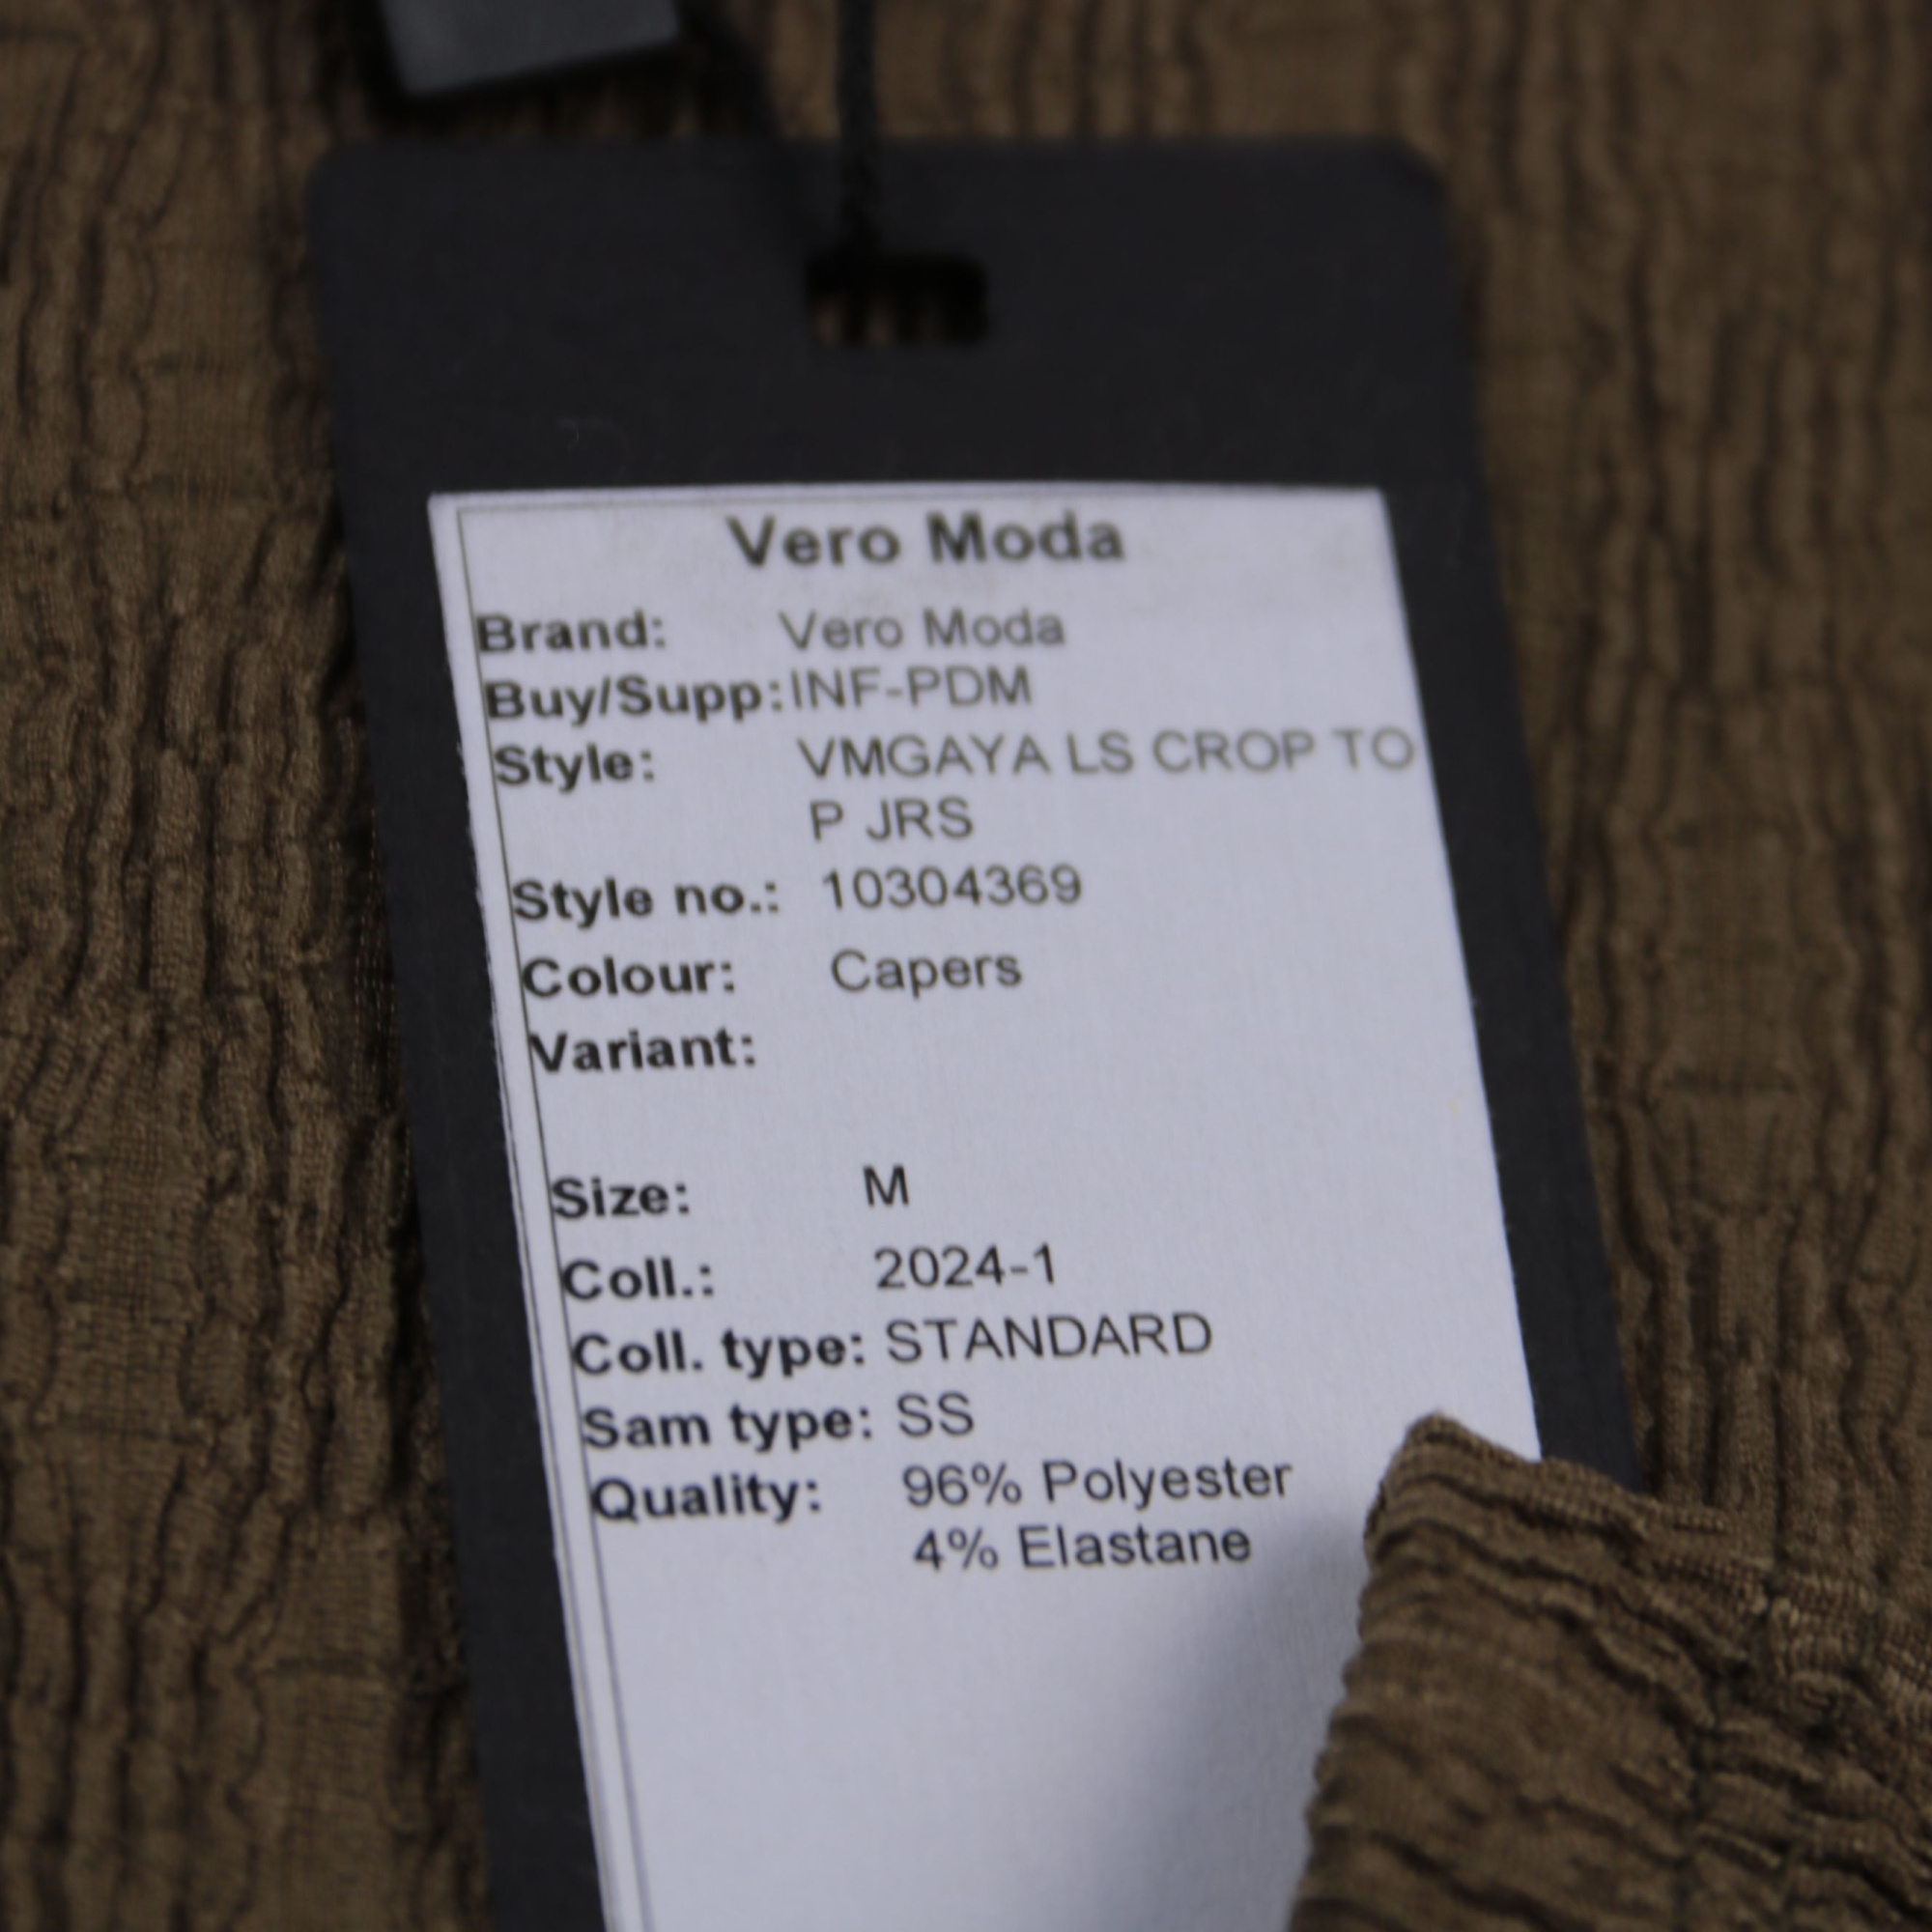 Vero Moda
Brand: Vero Moda
Buy/Supp: INF-PDM
Style: VMGAYA LS CROP TO
P JRS
Style no.: 10304369
Colour: Capers
Variant:
Size: M
Coll.: 2024-1
Coll. type: STANDARD
Sam type: SS
Quality: 96% Polyester
4% Elastane